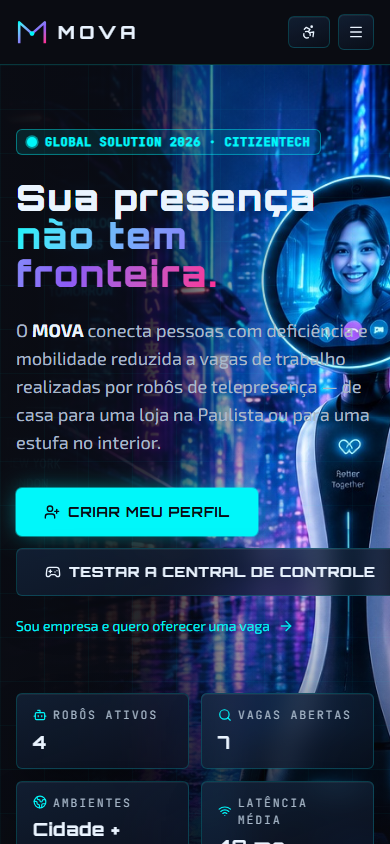 MOVA
GLOBAL SOLUTION 2026 · CITIZENTECH
Sua presença
não tem
fronteira.
O MOVA conecta pessoas com deficiência e
mobilidade reduzida a vagas de trabalho
realizadas por robôs de telepresença — de
casa para uma loja na Paulista ou para uma
estufa no interior.
Better
Together
CRIAR MEU PERFIL
TESTAR A CENTRAL DE CONTROLE
Sou empresa e quero oferecer uma vaga →
ROBÔS ATIVOS
4
VAGAS ABERTAS
7
AMBIENTES
Cidade +
LATÊNCIA
MÉDIA